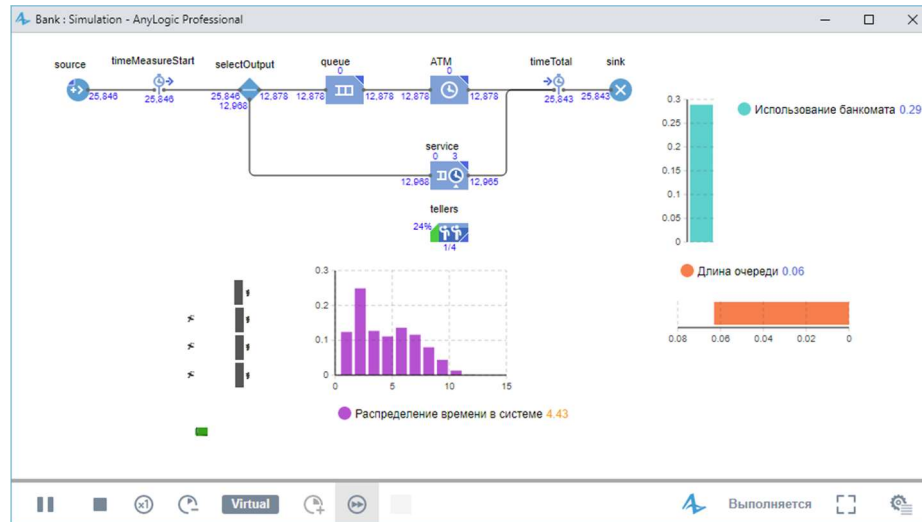 Bank : Simulation - AnyLogic Professional
source
timeMeasureStart
selectOutput
queue
ATM
timeTotal
sink
0
0
25,846
25,846
25,846
12,878
12,878
12,878
12,878
12,878
25,843
25,843
12,968
service
0 3
12,968
12,965
tellers
24%
1/4
0.3
0.25
0.2
0.15
0.1
0.05
0
Использование банкомата 0.29
Длина очереди 0.06
0.08 0.06 0.04 0.02 0
0.3
0.2
0.1
0
0 5 10 15
Распределение времени в системе 4.43
x1
Virtual
Выполняется